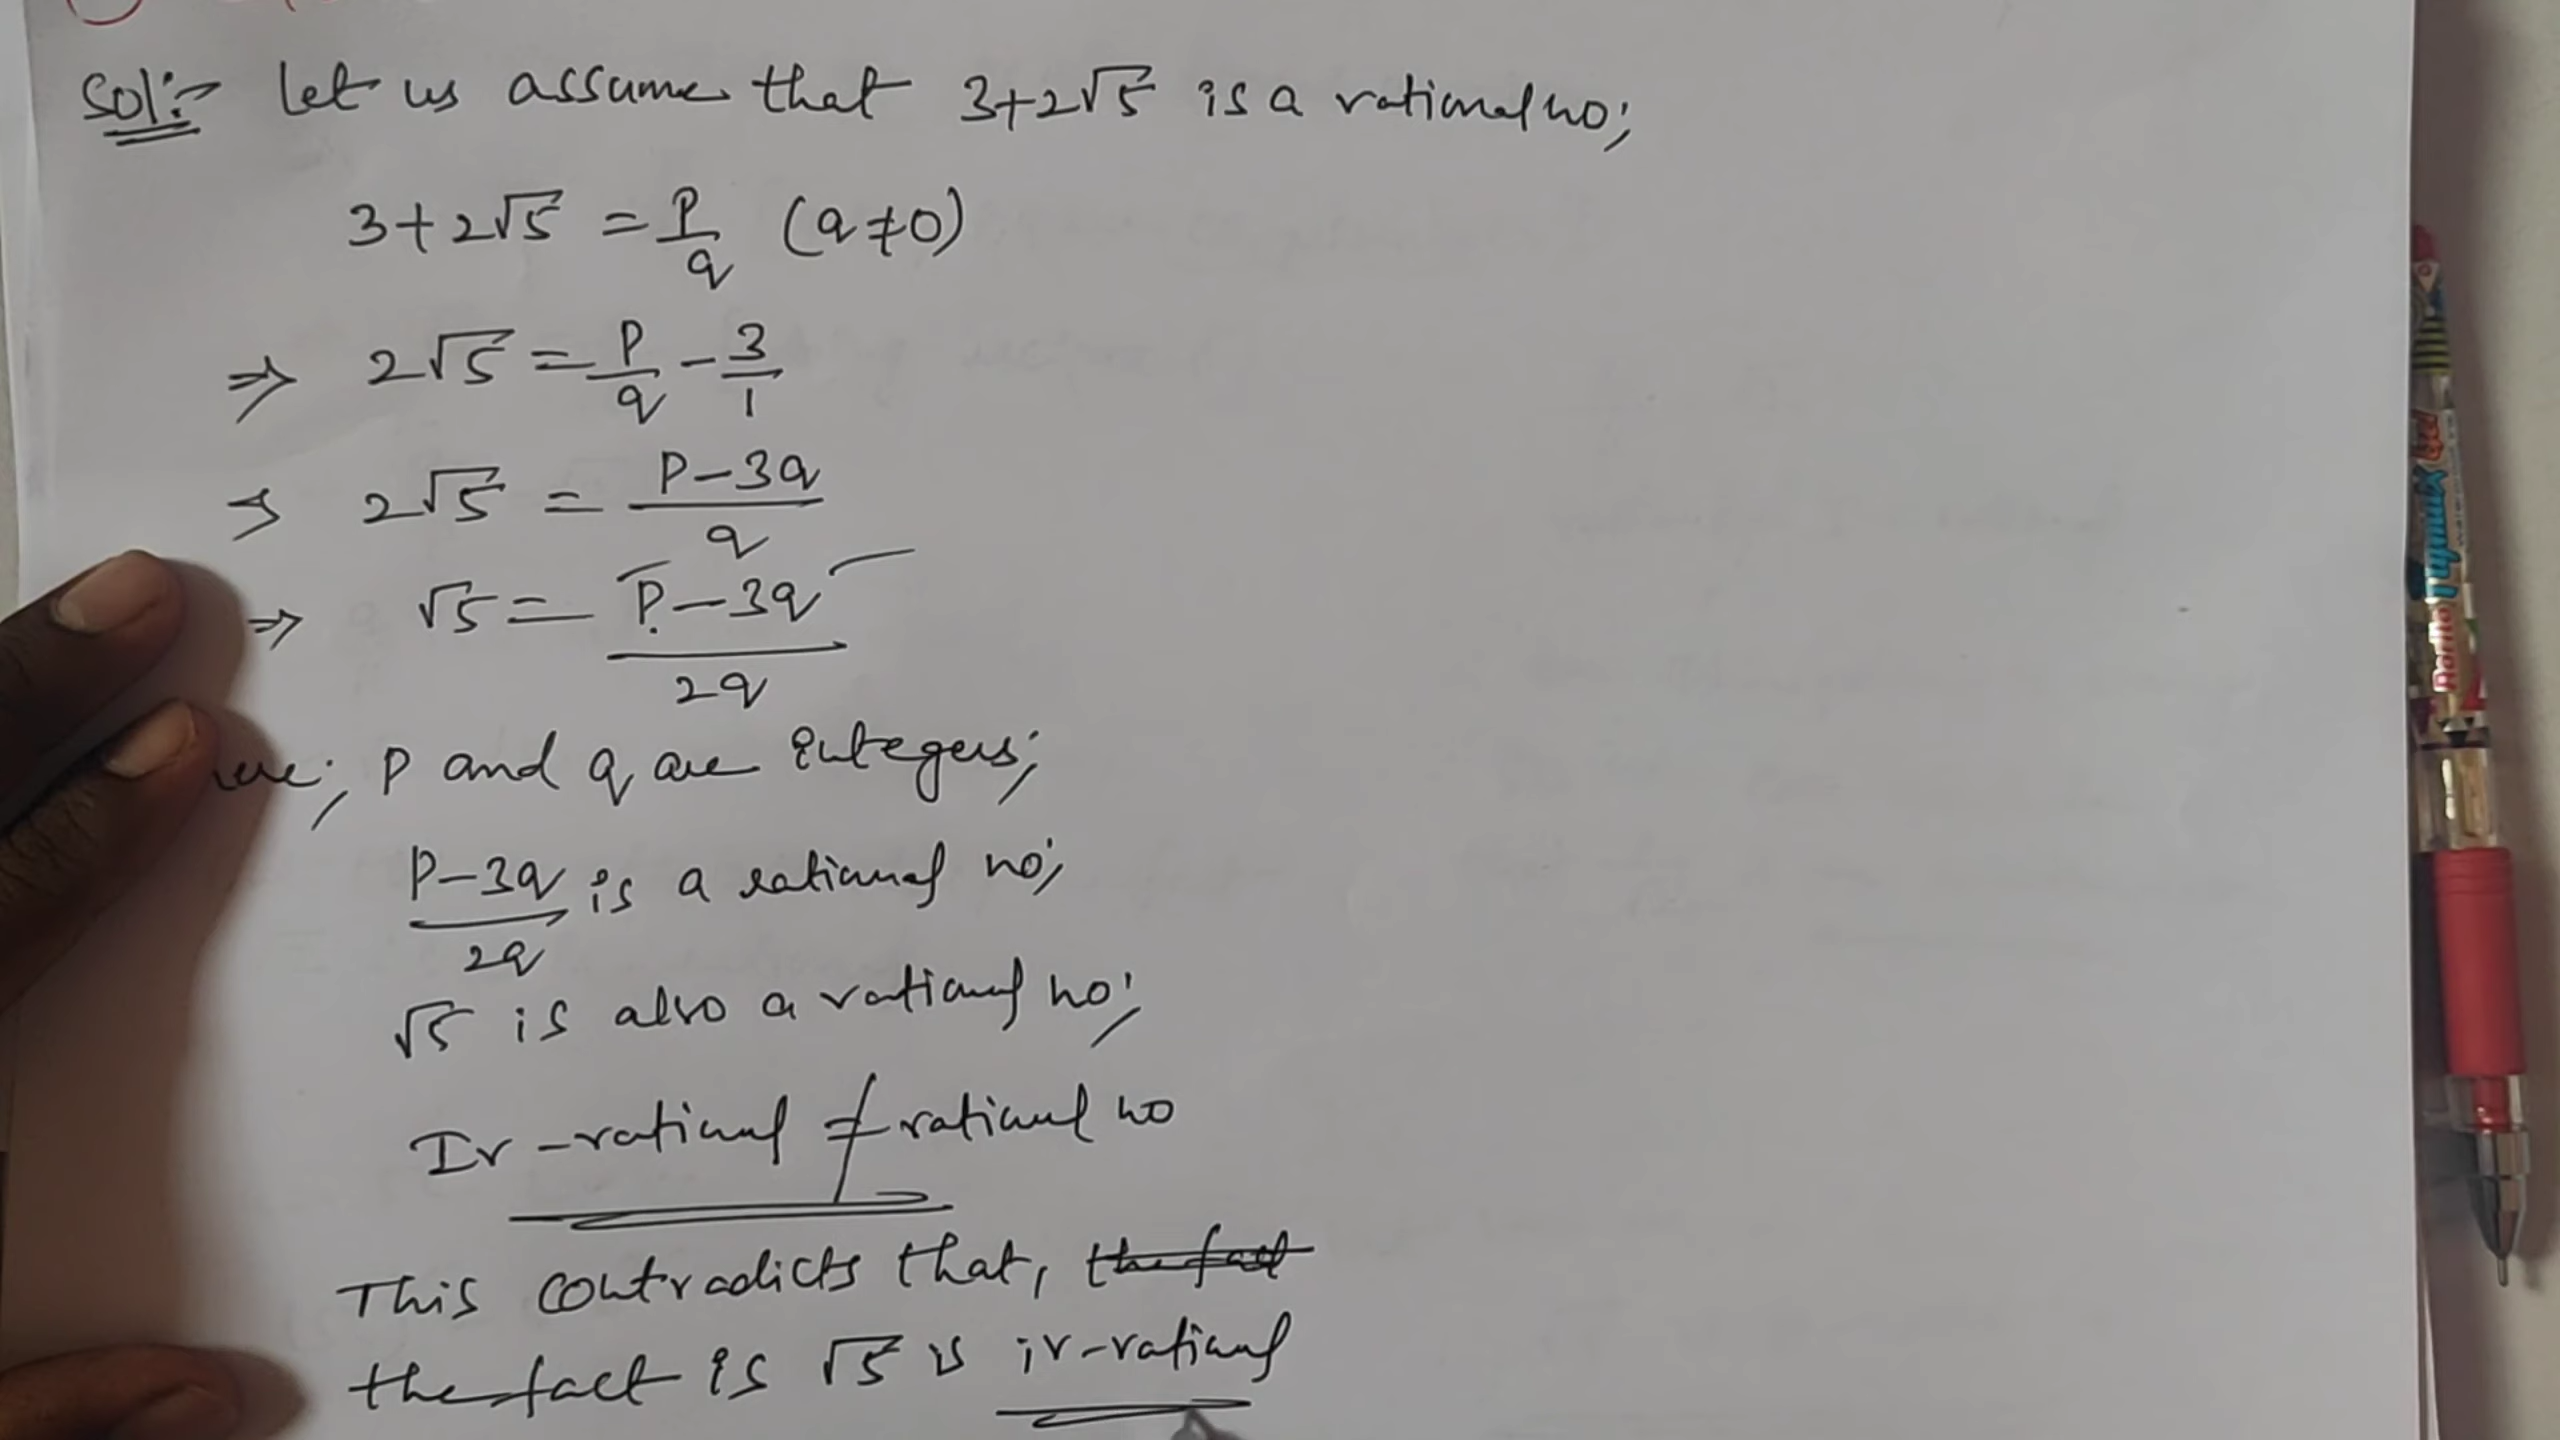 Sol:- Let us assume that 3+2√5 is a rational no;
3+2√5 = P/q (q≠0)
⇒ 2√5 = P/q - 3/1
⇒ 2√5 = P-3q/q
⇒ √5 = P-3q/2q
P and q are integers;
P-3q/2q is a rational no;
√5 is also a rational no;
Ir-rational ≠ rational no
This contradicts that, the fact
the fact is √5 is ir-rational